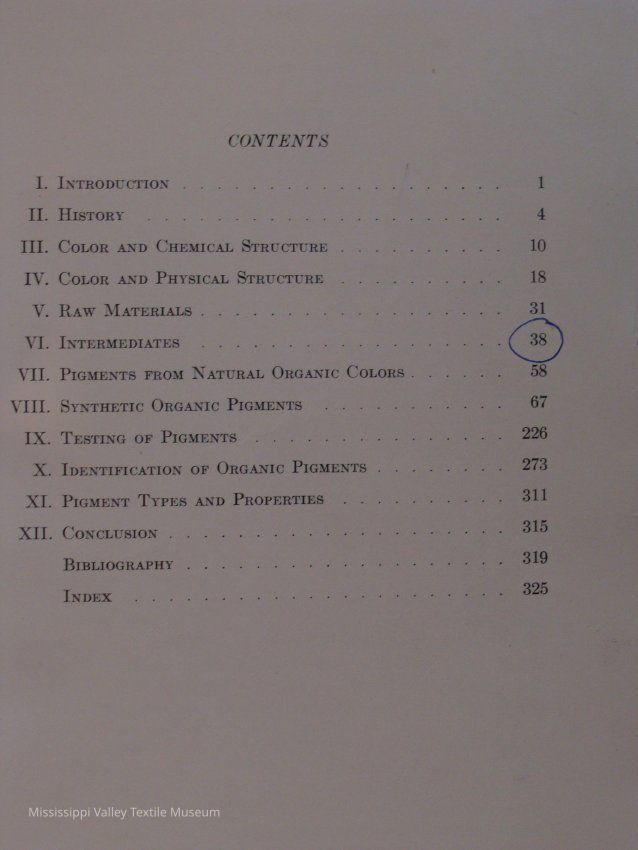 CONTENTS
I. Introduction . . . . . . . . . . . . . . . . . . . 1
II. History . . . . . . . . . . . . . . . . . . . . . 4
III. Color and Chemical Structure . . . . . . . . . . 10
IV. Color and Physical Structure . . . . . . . . . . 18
V. Raw Materials . . . . . . . . . . . . . . . . . . 31
VI. Intermediates . . . . . . . . . . . . . . . . . . 38
VII. Pigments from Natural Organic Colors . . . . . . 58
VIII. Synthetic Organic Pigments . . . . . . . . . . . 67
IX. Testing of Pigments . . . . . . . . . . . . . . . 226
X. Identification of Organic Pigments . . . . . . . . 273
XI. Pigment Types and Properties . . . . . . . . . . 311
XII. Conclusion . . . . . . . . . . . . . . . . . . . 315
Bibliography . . . . . . . . . . . . . . . . . . . 319
Index . . . . . . . . . . . . . . . . . . . . . . 325
Mississippi Valley Textile Museum